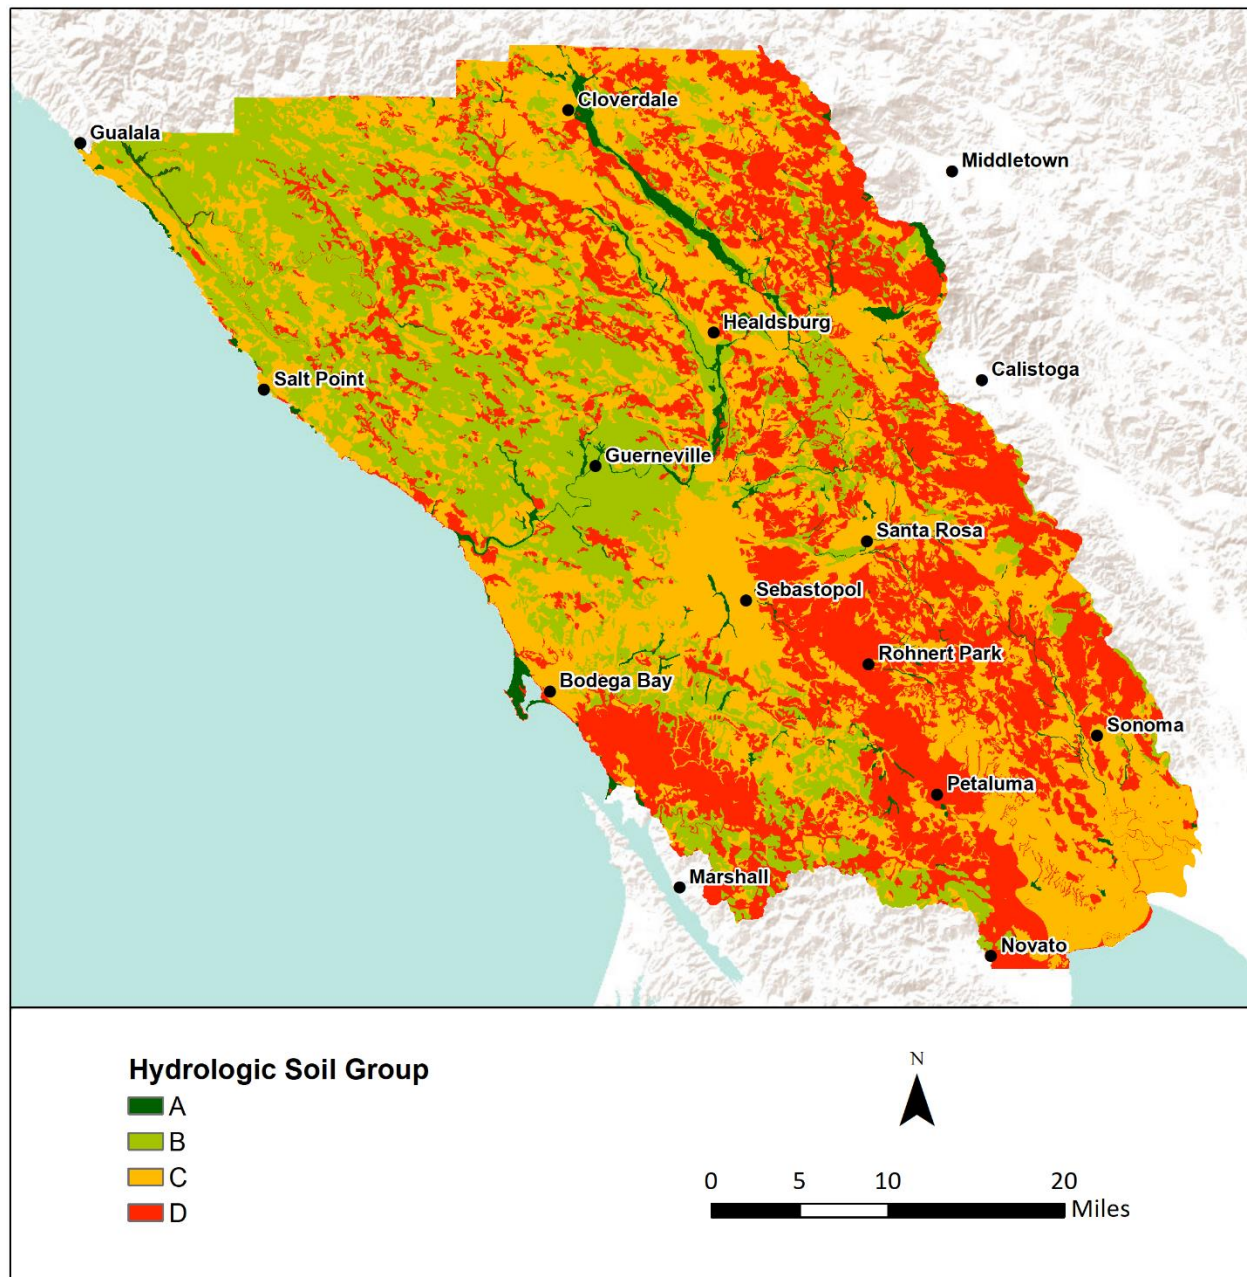 Cloverdale
Gualala
Middletown
Healdsburg
Calistoga
Salt Point
Guerneville
Santa Rosa
Sebastopol
Rohnert Park
Bodega Bay
Sonoma
Petaluma
Marshall
Novato
Hydrologic Soil Group
A
B
C
D
N
0 5 10 20
Miles